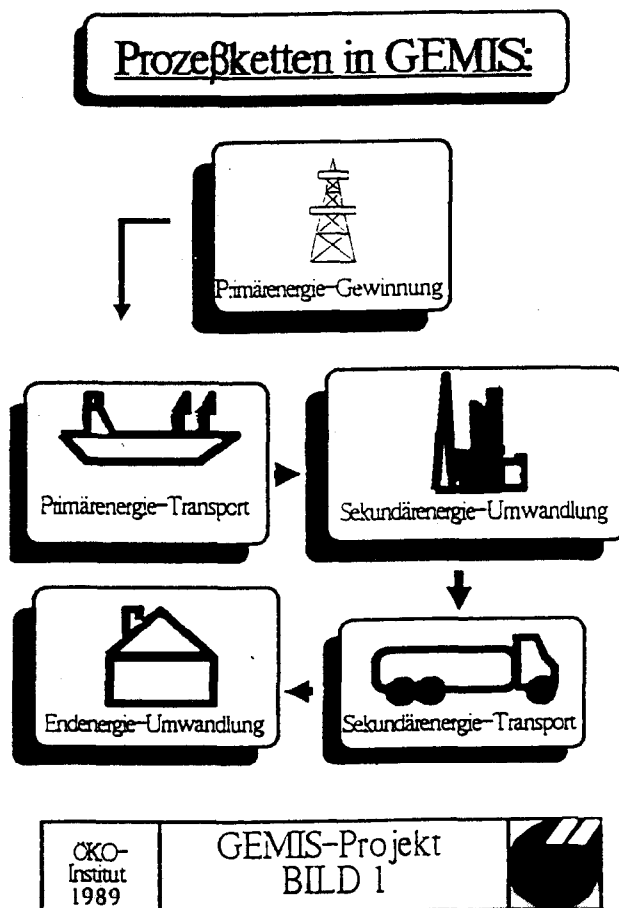 Prozeßketten in GEMIS:
Primärenergie-Gewinnung
Primärenergie-Transport
Sekundärenergie-Umwandlung
Endenergie-Umwandlung
Sekundärenergie-Transport
ÖKO-
Institut
1989
GEMIS-Projekt
BILD 1